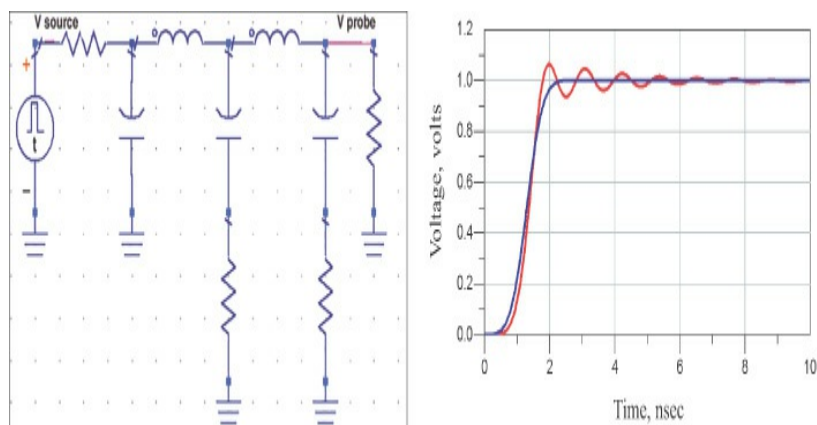 V source
V probe
+
t
-
Voltage, volts
1.2
1.0
0.8
0.6
0.4
0.2
0.0
0 2 4 6 8 10
Time, nsec